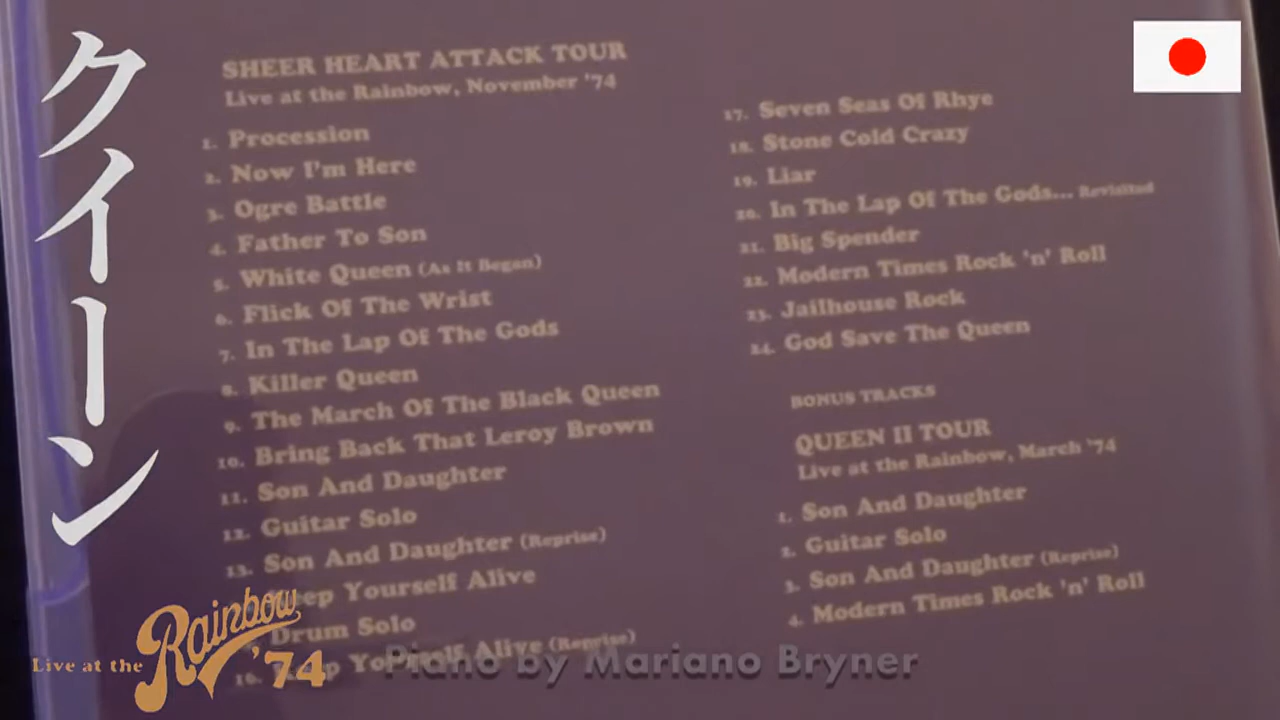 クイーン
SHEER HEART ATTACK TOUR
Live at the Rainbow, November '74
1. Procession
2. Now I'm Here
3. Ogre Battle
4. Father To Son
5. White Queen (As It Began)
6. Flick Of The Wrist
7. In The Lap Of The Gods
8. Killer Queen
9. The March Of The Black Queen
10. Bring Back That Leroy Brown
11. Son And Daughter
12. Guitar Solo
13. Son And Daughter (Reprise)
ep Yourself Alive
Drum Solo
16. Keep Yourself Alive (Reprise)
17. Seven Seas Of Rhye
18. Stone Cold Crazy
19. Liar
20. In The Lap Of The Gods... Revisited
21. Big Spender
22. Modern Times Rock 'n' Roll
23. Jailhouse Rock
24. God Save The Queen
BONUS TRACKS
QUEEN II TOUR
Live at the Rainbow, March '74
1. Son And Daughter
2. Guitar Solo
3. Son And Daughter (Reprise)
4. Modern Times Rock 'n' Roll
Live at the Rainbow '74
Piano by Mariano Bryner